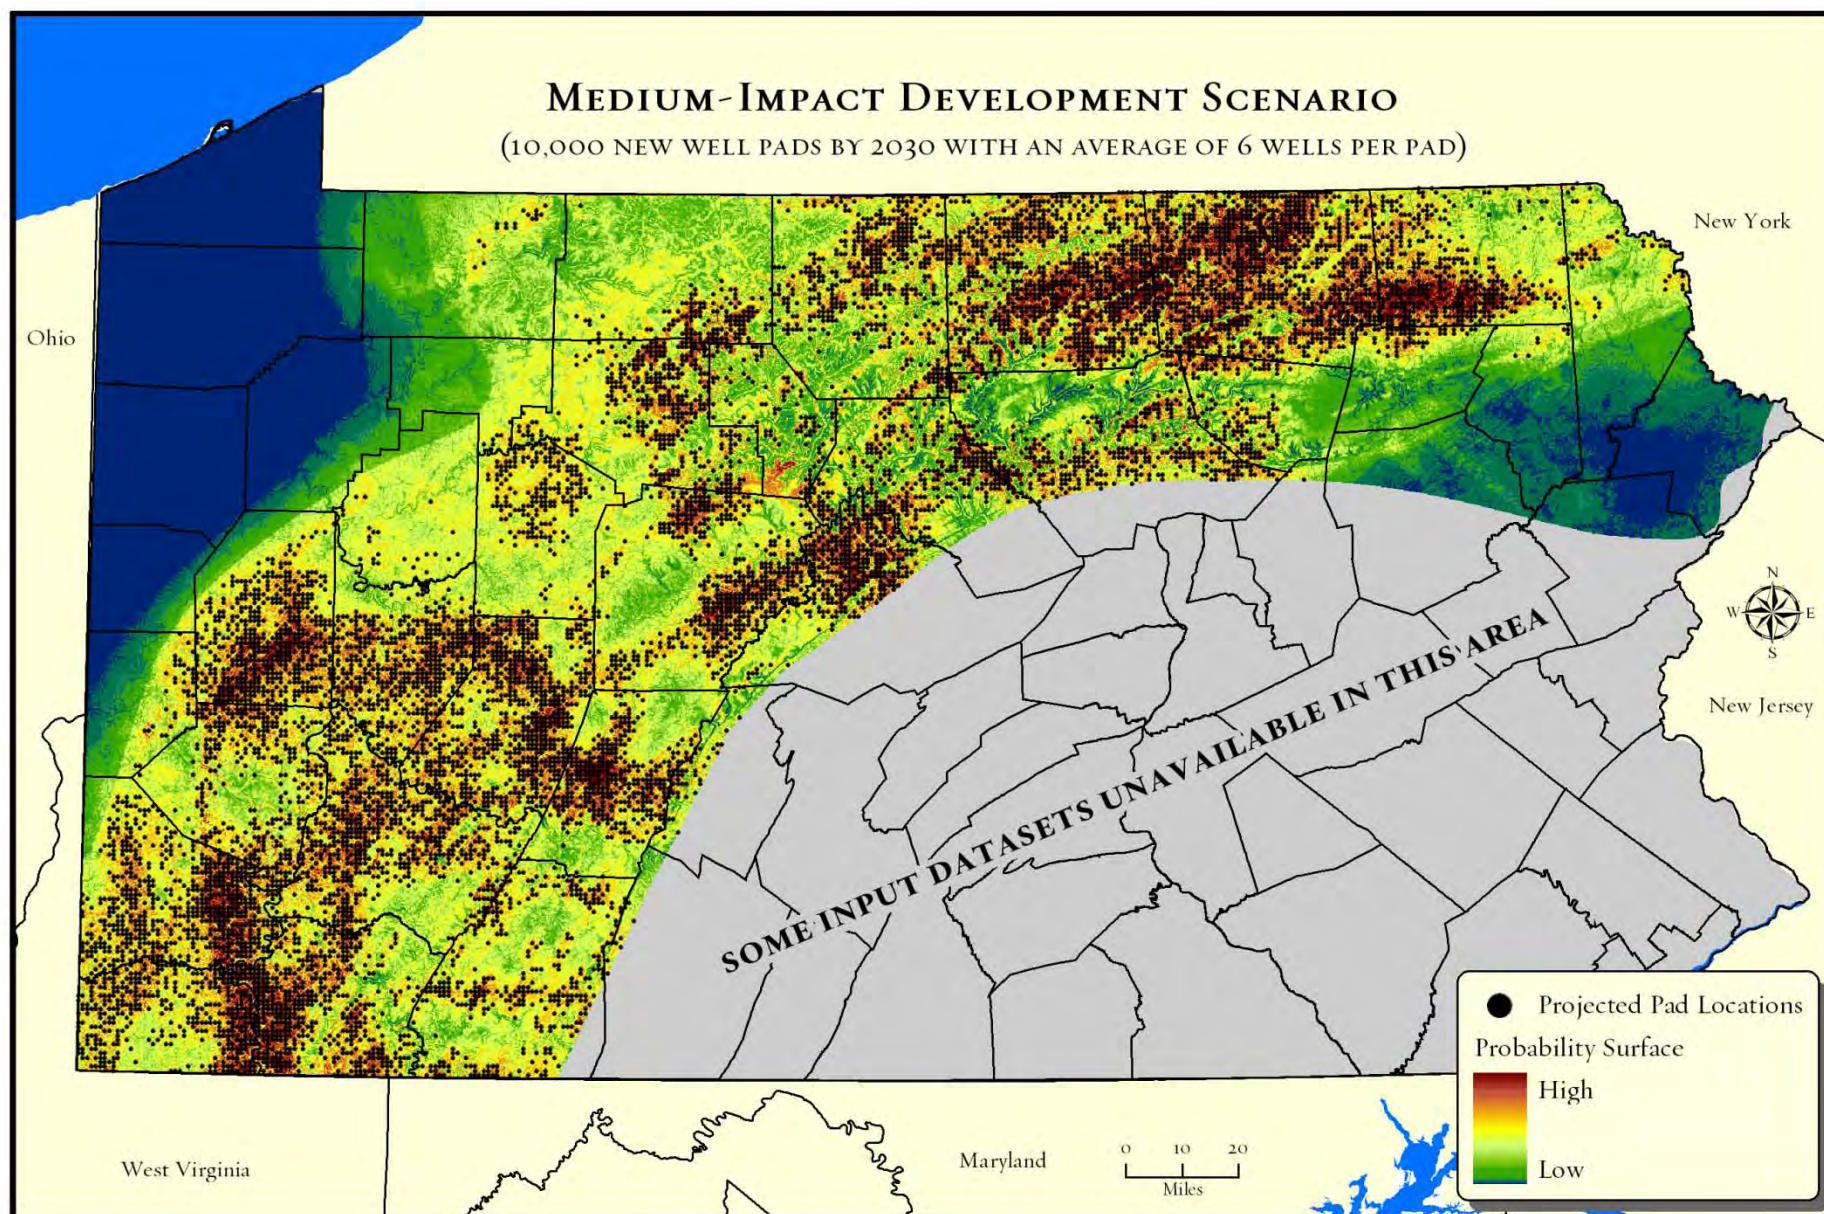 MEDIUM-IMPACT DEVELOPMENT SCENARIO
(10,000 NEW WELL PADS BY 2030 WITH AN AVERAGE OF 6 WELLS PER PAD)
New York
Ohio
N
W E
S
SOME INPUT DATASETS UNAVAILABLE IN THIS AREA
New Jersey
Projected Pad Locations
Probability Surface
High
Low
West Virginia
Maryland
0 10 20
Miles